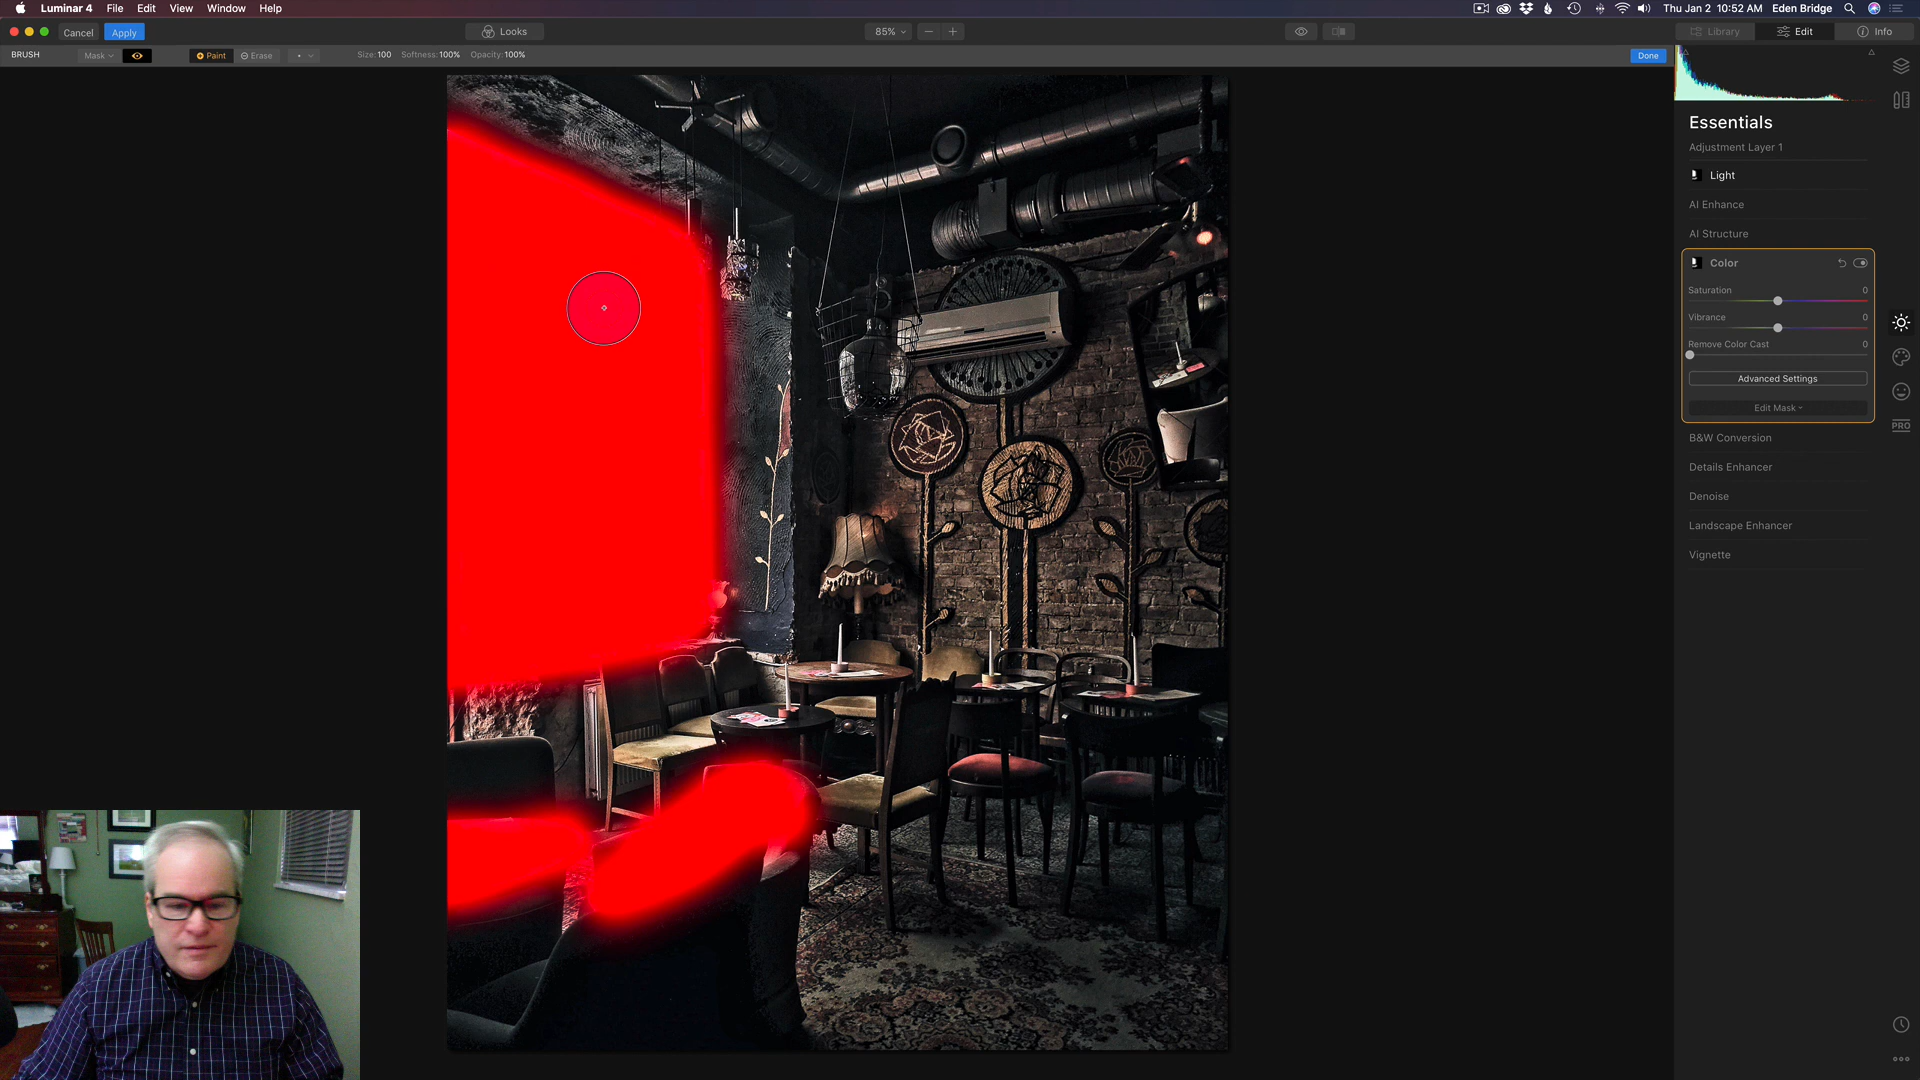 Luminar 4 File Edit View Window Help
Thu Jan 2 10:52 AM Eden Bridge
Cancel Apply Looks 85% Library Edit Info
BRUSH Mask Paint Erase Size:100 Softness:100% Opacity:100% Done
Essentials
Adjustment Layer 1
Light
AI Enhance
AI Structure
Color
Saturation 0
Vibrance 0
Remove Color Cast 0
Advanced Settings
Edit Mask
B&W Conversion
PRO
Details Enhancer
Denoise
Landscape Enhancer
Vignette